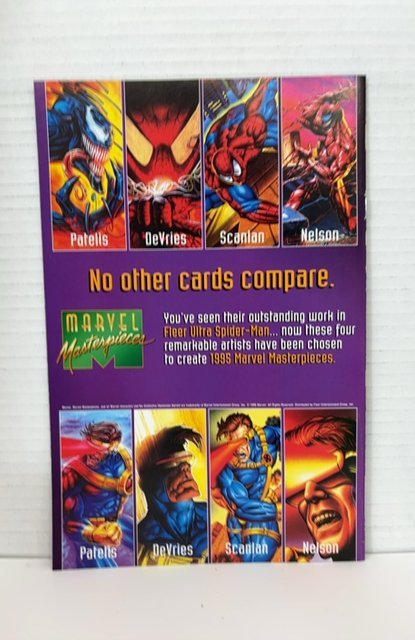 Patelis DeVries Scanlan Nelson
No other cards compare.
MARVEL
Masterpieces
You've seen their outstanding work in
Fleer Ultra Spider-Man... now these four
remarkable artists have been chosen
to create 1995 Marvel Masterpieces.
Patelis DeVries Scanlan Nelson